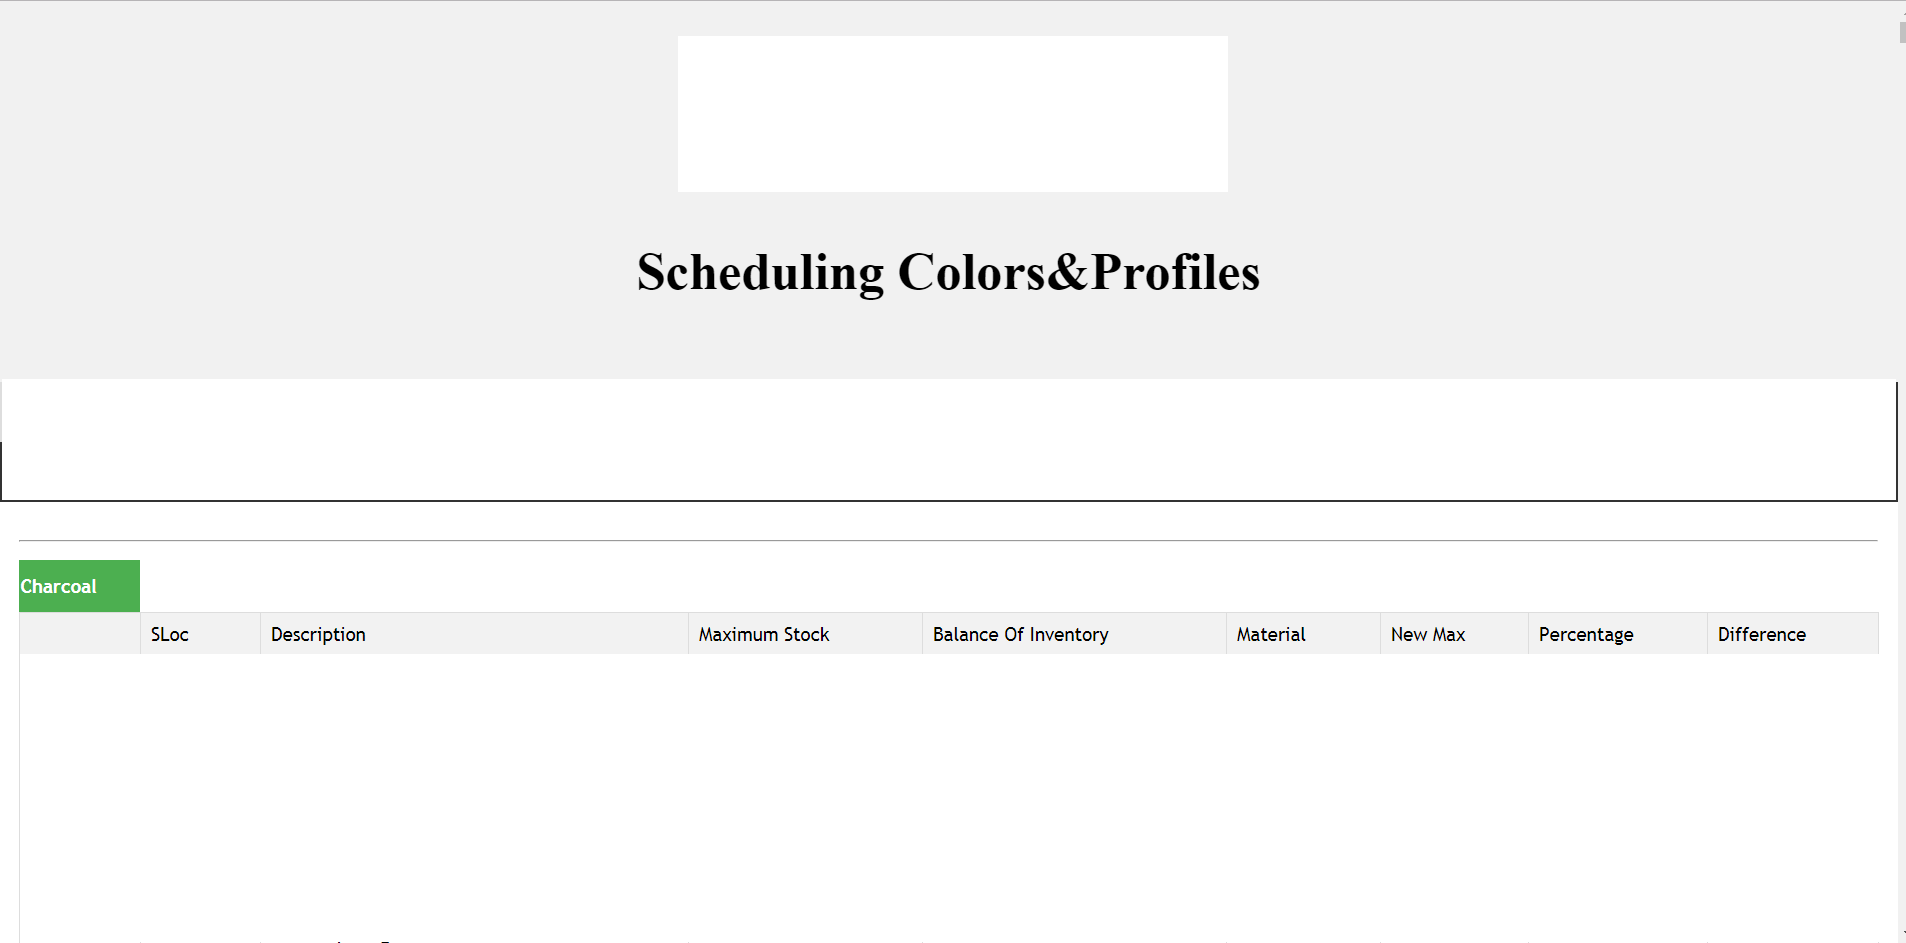 Scheduling Colors&Profiles
Charcoal
SLoc Description Maximum Stock Balance Of Inventory Material New Max Percentage Difference